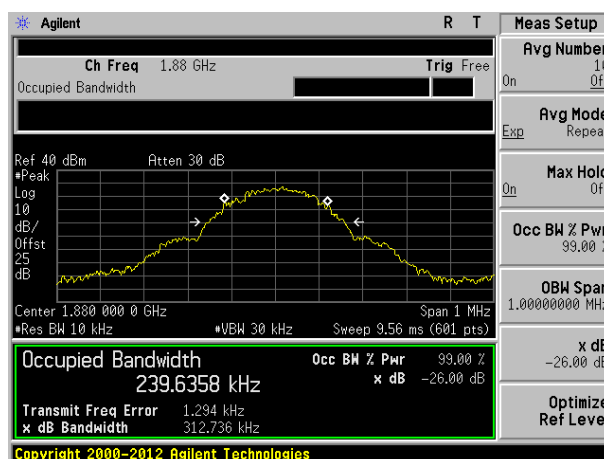 Agilent R T Meas Setup
Avg Number
On
Ch Freq 1.88 GHz Trig Free
Occupied Bandwidth
Avg Mode
Exp
Ref 40 dBm Atten 30 dB
#Peak
Log
10
dB/
Offst
25
dB
Max Hold
On
Occ BW % Pwr
99.00
OBW Span
1.00000000 MHz
Center 1.880 000 0 GHz Span 1 MHz
#Res BW 10 kHz #VBW 30 kHz Sweep 9.56 ms (601 pts)
x dB
-26.00 dB
Optimize
Ref Level
Occupied Bandwidth
239.6358 kHz
Occ BW % Pwr 99.00 %
x dB -26.00 dB
Transmit Freq Error 1.294 kHz
x dB Bandwidth 312.736 kHz
Copyright 2000-2012 Agilent Technologies